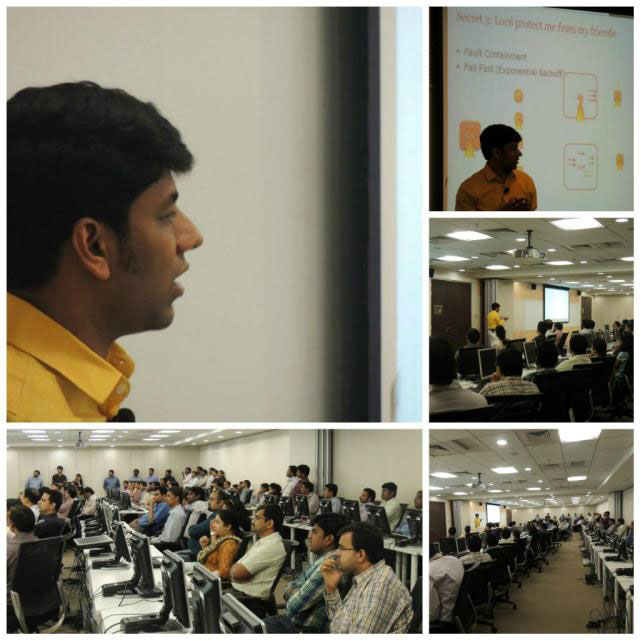 Secret 3: Lord protect me from my friends
• Fault Containment
• Fail Fast (Exponential Backoff)